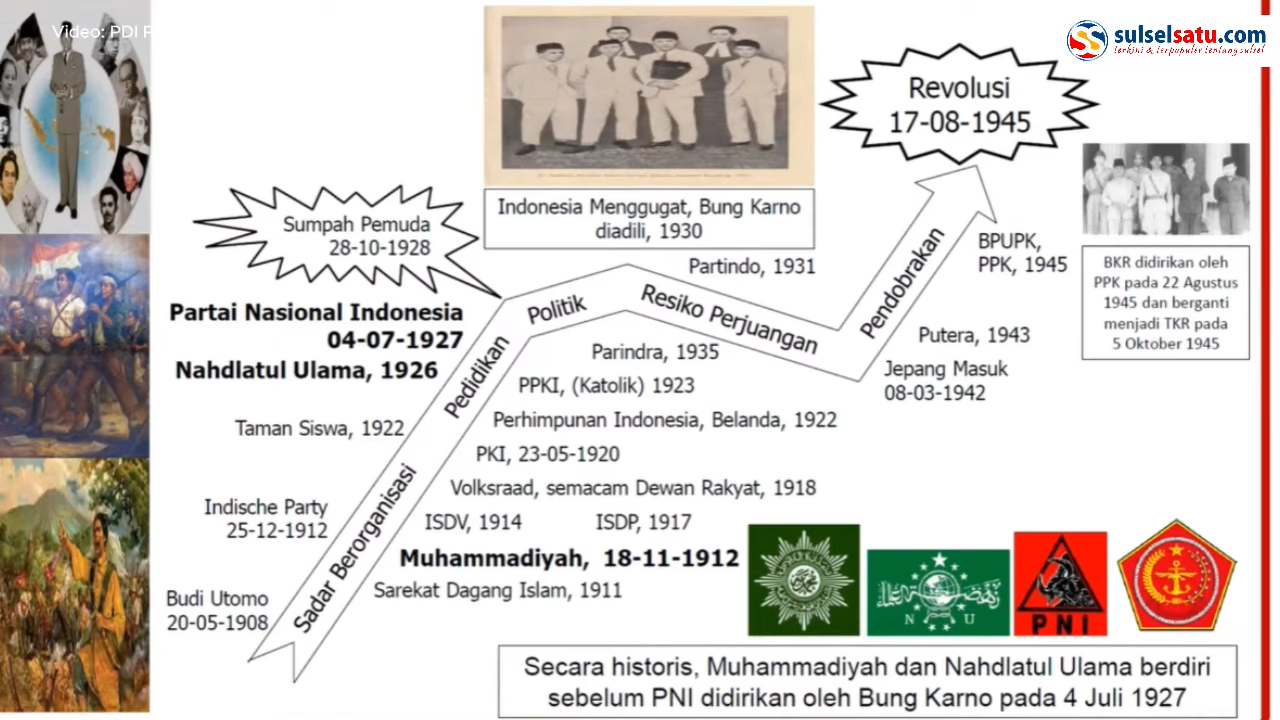 Video: PDI P
sulselsatu.com
terkini & terpopuler tentang sulsel
Revolusi
17-08-1945
Sumpah Pemuda
28-10-1928
Indonesia Menggugat, Bung Karno
diadili, 1930
Partindo, 1931
BPUPK,
PPK, 1945
BKR didirikan oleh
PPK pada 22 Agustus
1945 dan berganti
menjadi TKR pada
5 Oktober 1945
Partai Nasional Indonesia
04-07-1927
Nahdlatul Ulama, 1926
Politik
Resiko Perjuangan
Pendobrakan
Pedidikan
Sadar Berorganisasi
Putera, 1943
Jepang Masuk
08-03-1942
Parindra, 1935
PPKI, (Katolik) 1923
Taman Siswa, 1922
Perhimpunan Indonesia, Belanda, 1922
PKI, 23-05-1920
Volksraad, semacam Dewan Rakyat, 1918
Indische Party
25-12-1912
ISDV, 1914
ISDP, 1917
Muhammadiyah, 18-11-1912
Sarekat Dagang Islam, 1911
Budi Utomo
20-05-1908
N U
PNI
Secara historis, Muhammadiyah dan Nahdlatul Ulama berdiri
sebelum PNI didirikan oleh Bung Karno pada 4 Juli 1927